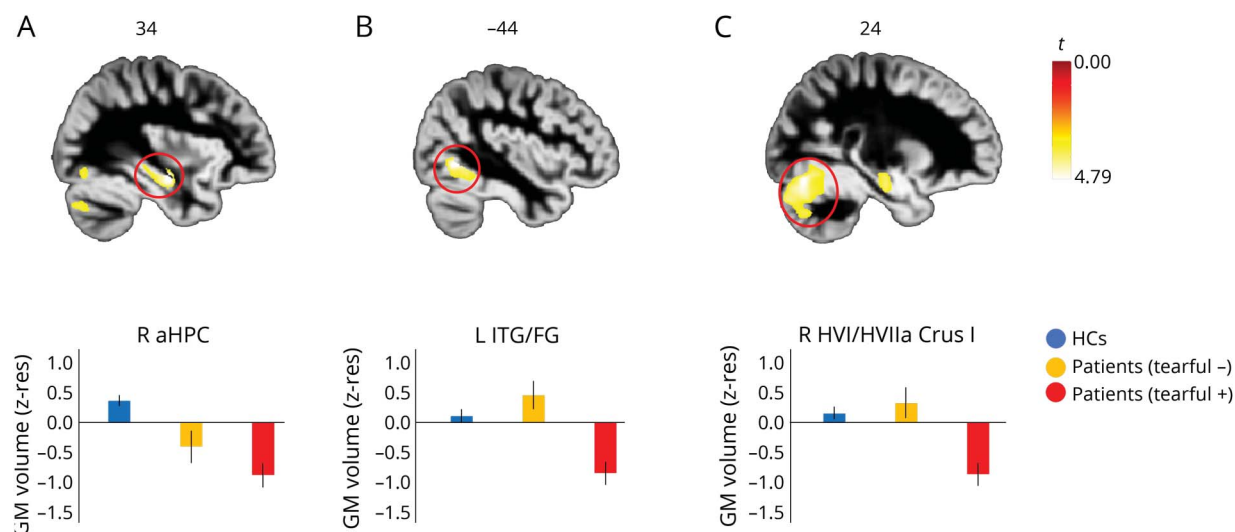 A
34
B
–44
C
24
t
0.00
4.79
R aHPC
GM volume (z-res)
1.0
0.5
0.0
–0.5
–1.0
–1.5
L ITG/FG
GM volume (z-res)
1.0
0.5
0.0
–0.5
–1.0
–1.5
R HVI/HVIIa Crus I
GM volume (z-res)
1.0
0.5
0.0
–0.5
–1.0
–1.5
HCs
Patients (tearful –)
Patients (tearful +)